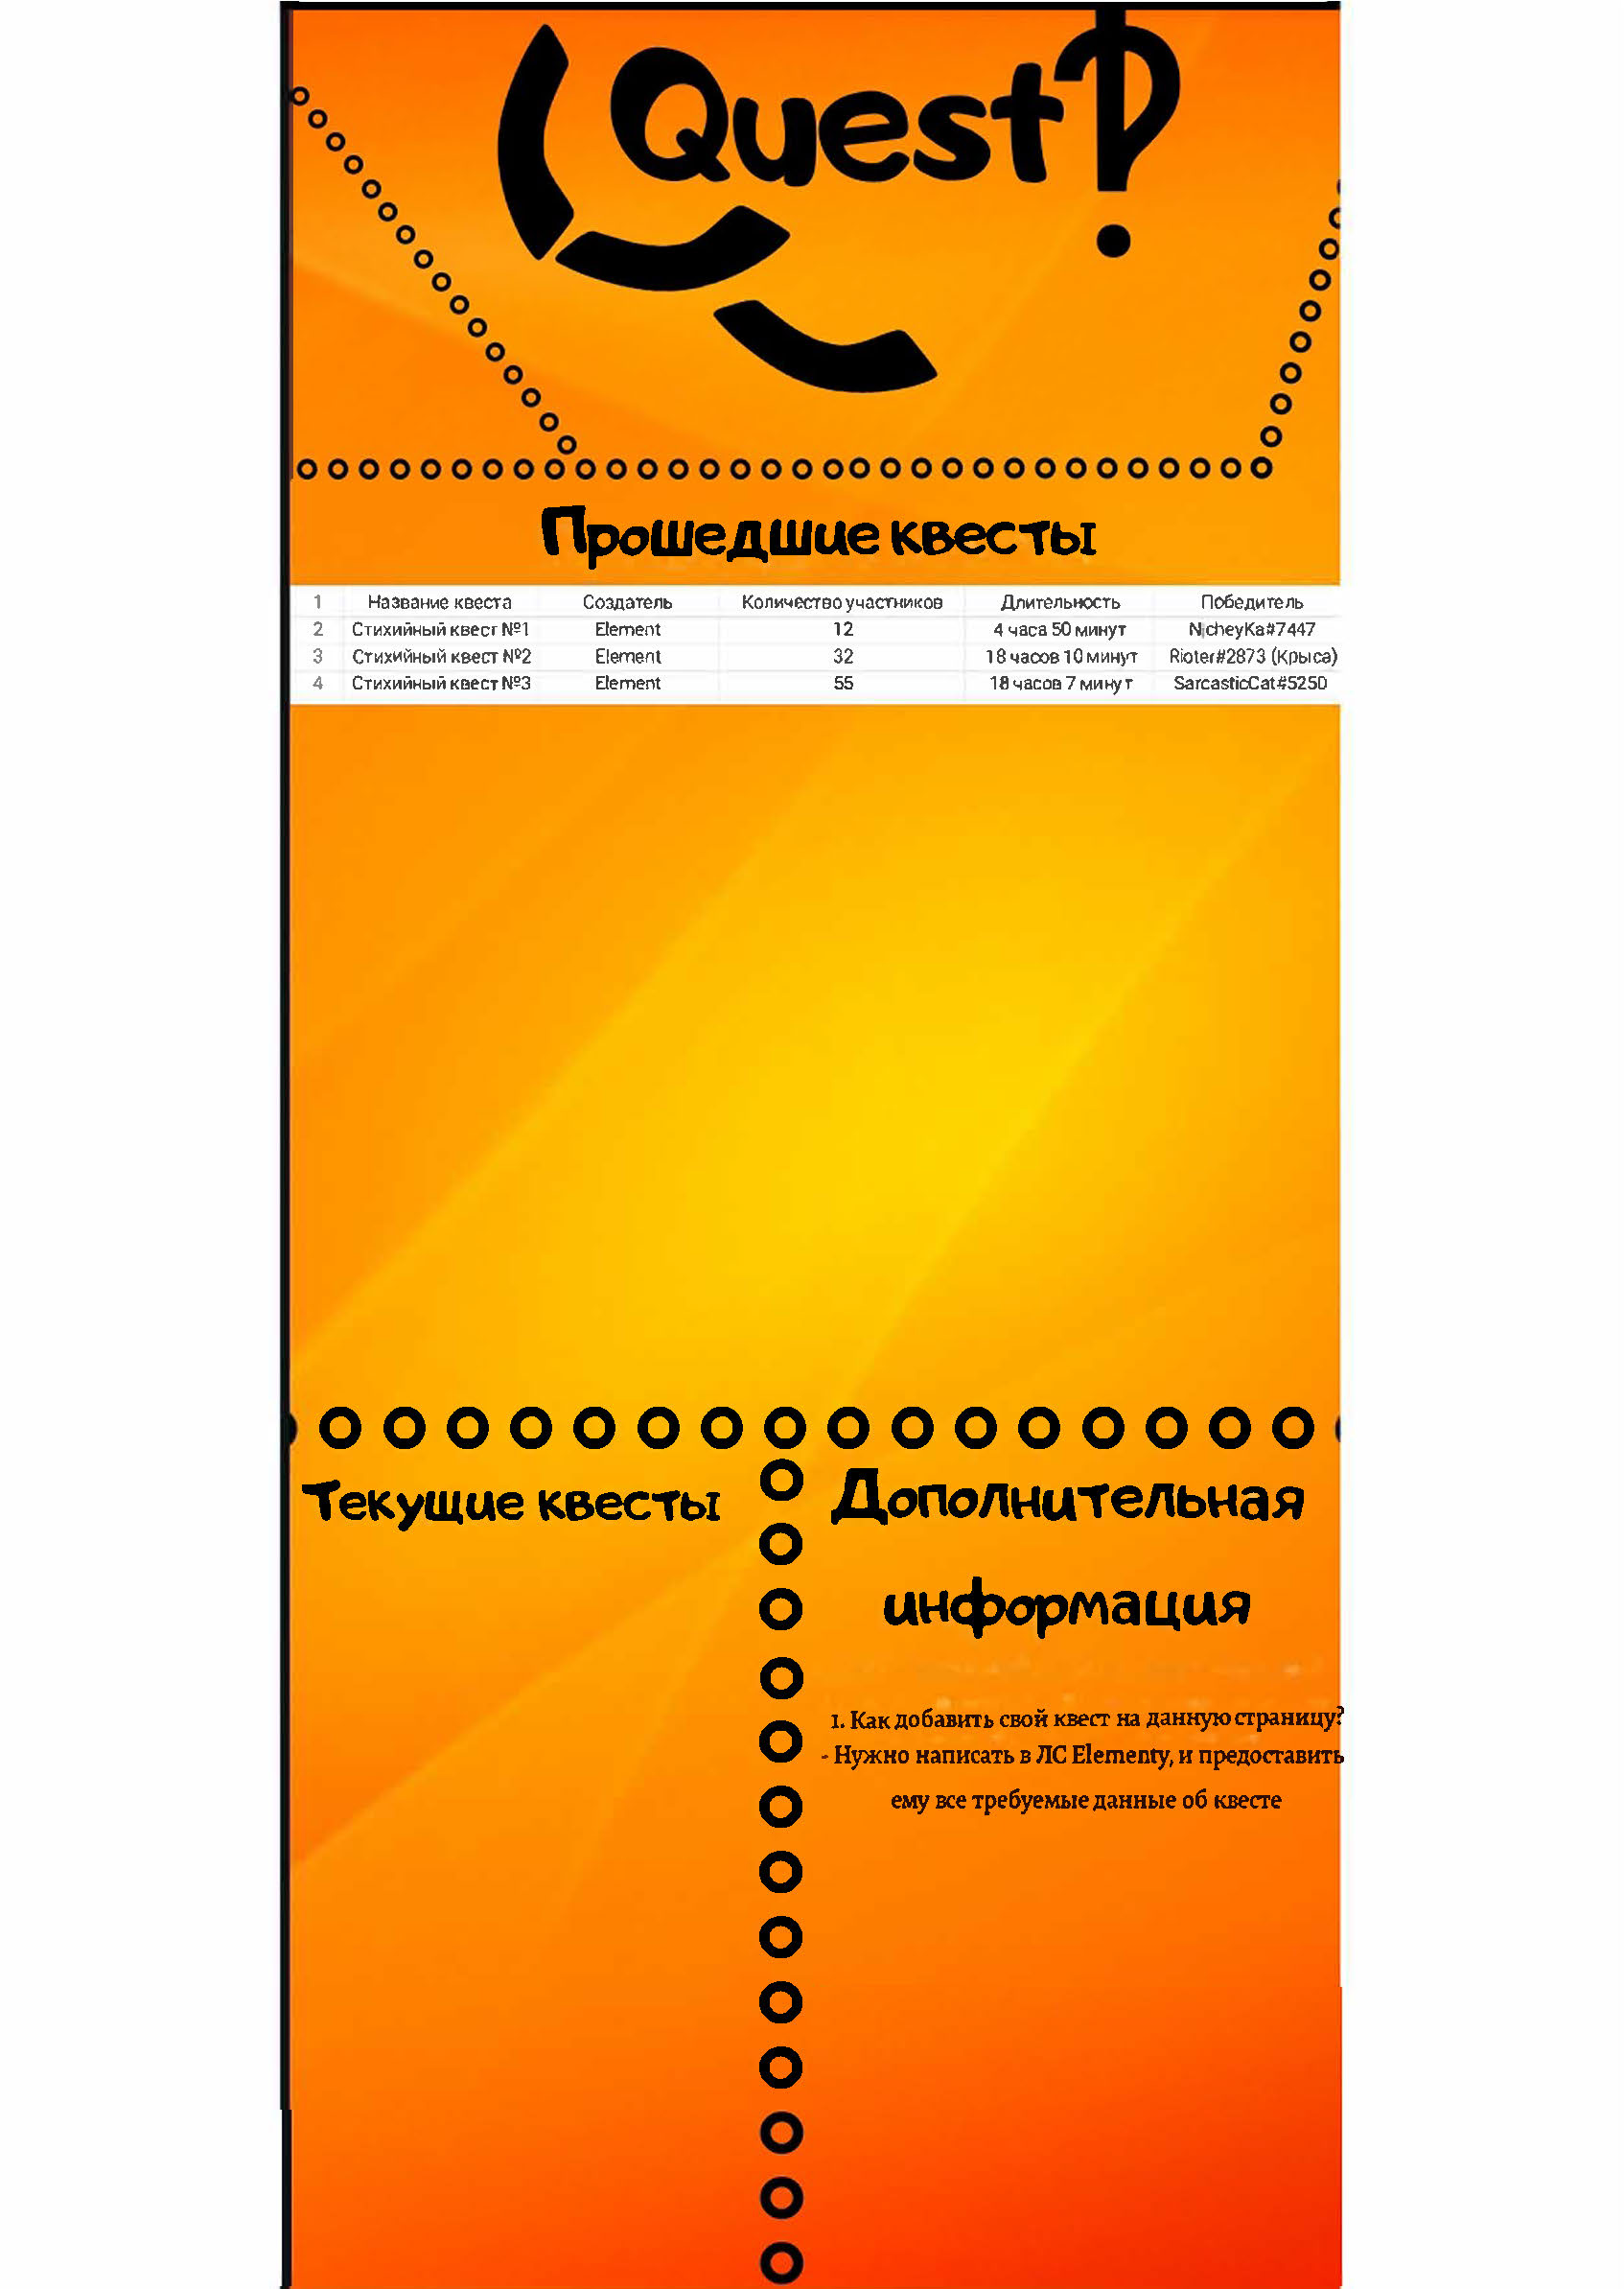 Quest?
Прошедшие квесты
1 Название квеста Создатель Количество участников Длительность Победитель
2 Стихийный квест №1 Element 12 4 часа 50 минут NicheyKa#7447
3 Стихийный квест №2 Element 32 18 часов 10 минут Rioter#2873 (Крыса)
4 Стихийный квест №3 Element 55 18 часов 7 минут SarcasticCat#5250
Текущие квесты
Дополнительная
информация
1. Как добавить свой квест на данную страницу?
- Нужно написать в ЛС Elementy, и предоставить
ему все требуемые данные об квесте